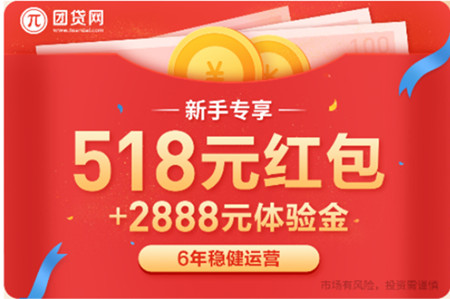 团贷网
www.tuandai.com
100
新手专享
518元红包
+2888元体验金
6年稳健运营
市场有风险，投资需谨慎